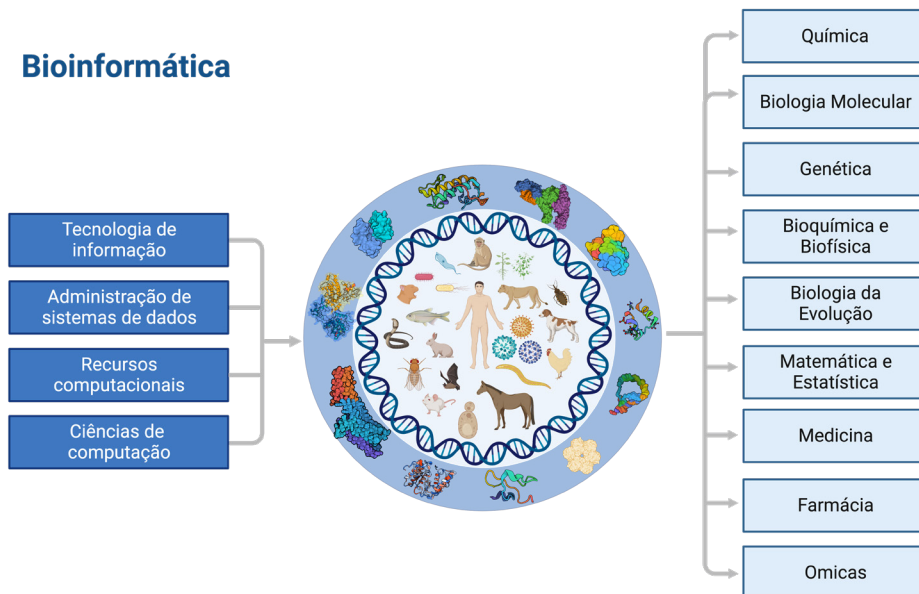 Bioinformática
Tecnologia de
informação
Administração de
sistemas de dados
Recursos
computacionais
Ciências de
computação
Química
Biologia Molecular
Genética
Bioquímica e
Biofísica
Biologia da
Evolução
Matemática e
Estatística
Medicina
Farmácia
Omicas